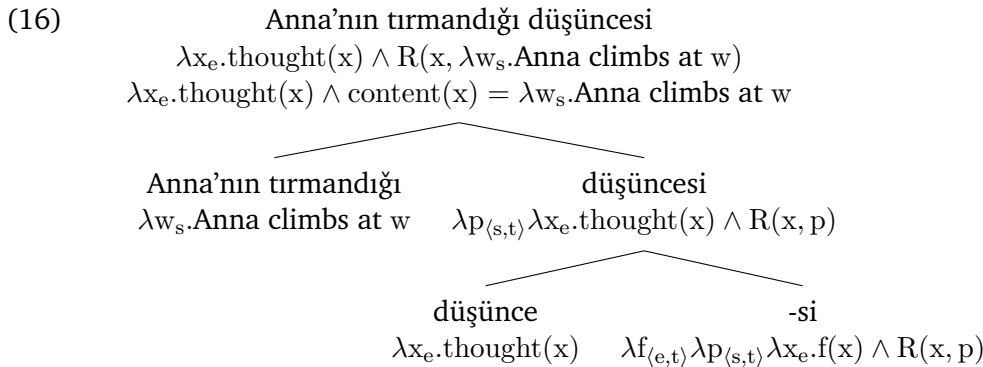 (16) Anna'nın tırmandığı düşüncesi
λxₑ.thought(x) ∧ R(x, λwₛ.Anna climbs at w)
λxₑ.thought(x) ∧ content(x) = λwₛ.Anna climbs at w
Anna'nın tırmandığı düşüncesi
λwₛ.Anna climbs at w λp⟨s,t⟩λxₑ.thought(x) ∧ R(x, p)
düşünce -si
λxₑ.thought(x) λf⟨e,t⟩λp⟨s,t⟩λxₑ.f(x) ∧ R(x, p)